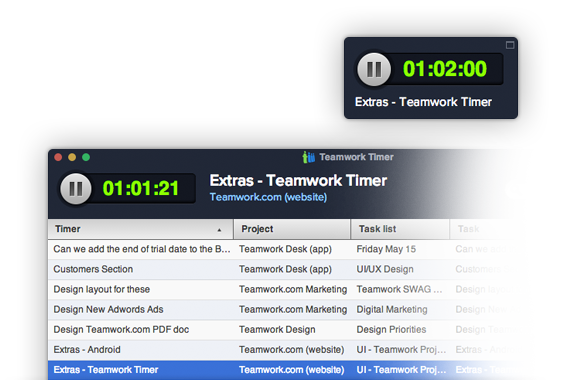 01:02:00
Extras - Teamwork Timer
Teamwork Timer
01:01:21
Extras - Teamwork Timer
Teamwork.com (website)
Timer Project Task list Task
Can we add the end of trial date to the B... Teamwork Desk (app) Friday May 15 Can we
Customers Section Teamwork Desk (app) UI/UX Design Customers
Design layout for these Teamwork.com Marketing Teamwork SWAG ... Design
Design New Adwords Ads Teamwork.com Marketing Digital Marketing Design
Design Teamwork.com PDF doc Teamwork Design Design Priorities Design
Extras - Android Teamwork.com (website) UI - Teamwork Proj... Extras -
Extras - Teamwork Timer Teamwork.com (website) UI - Teamwork Proj... Extras -